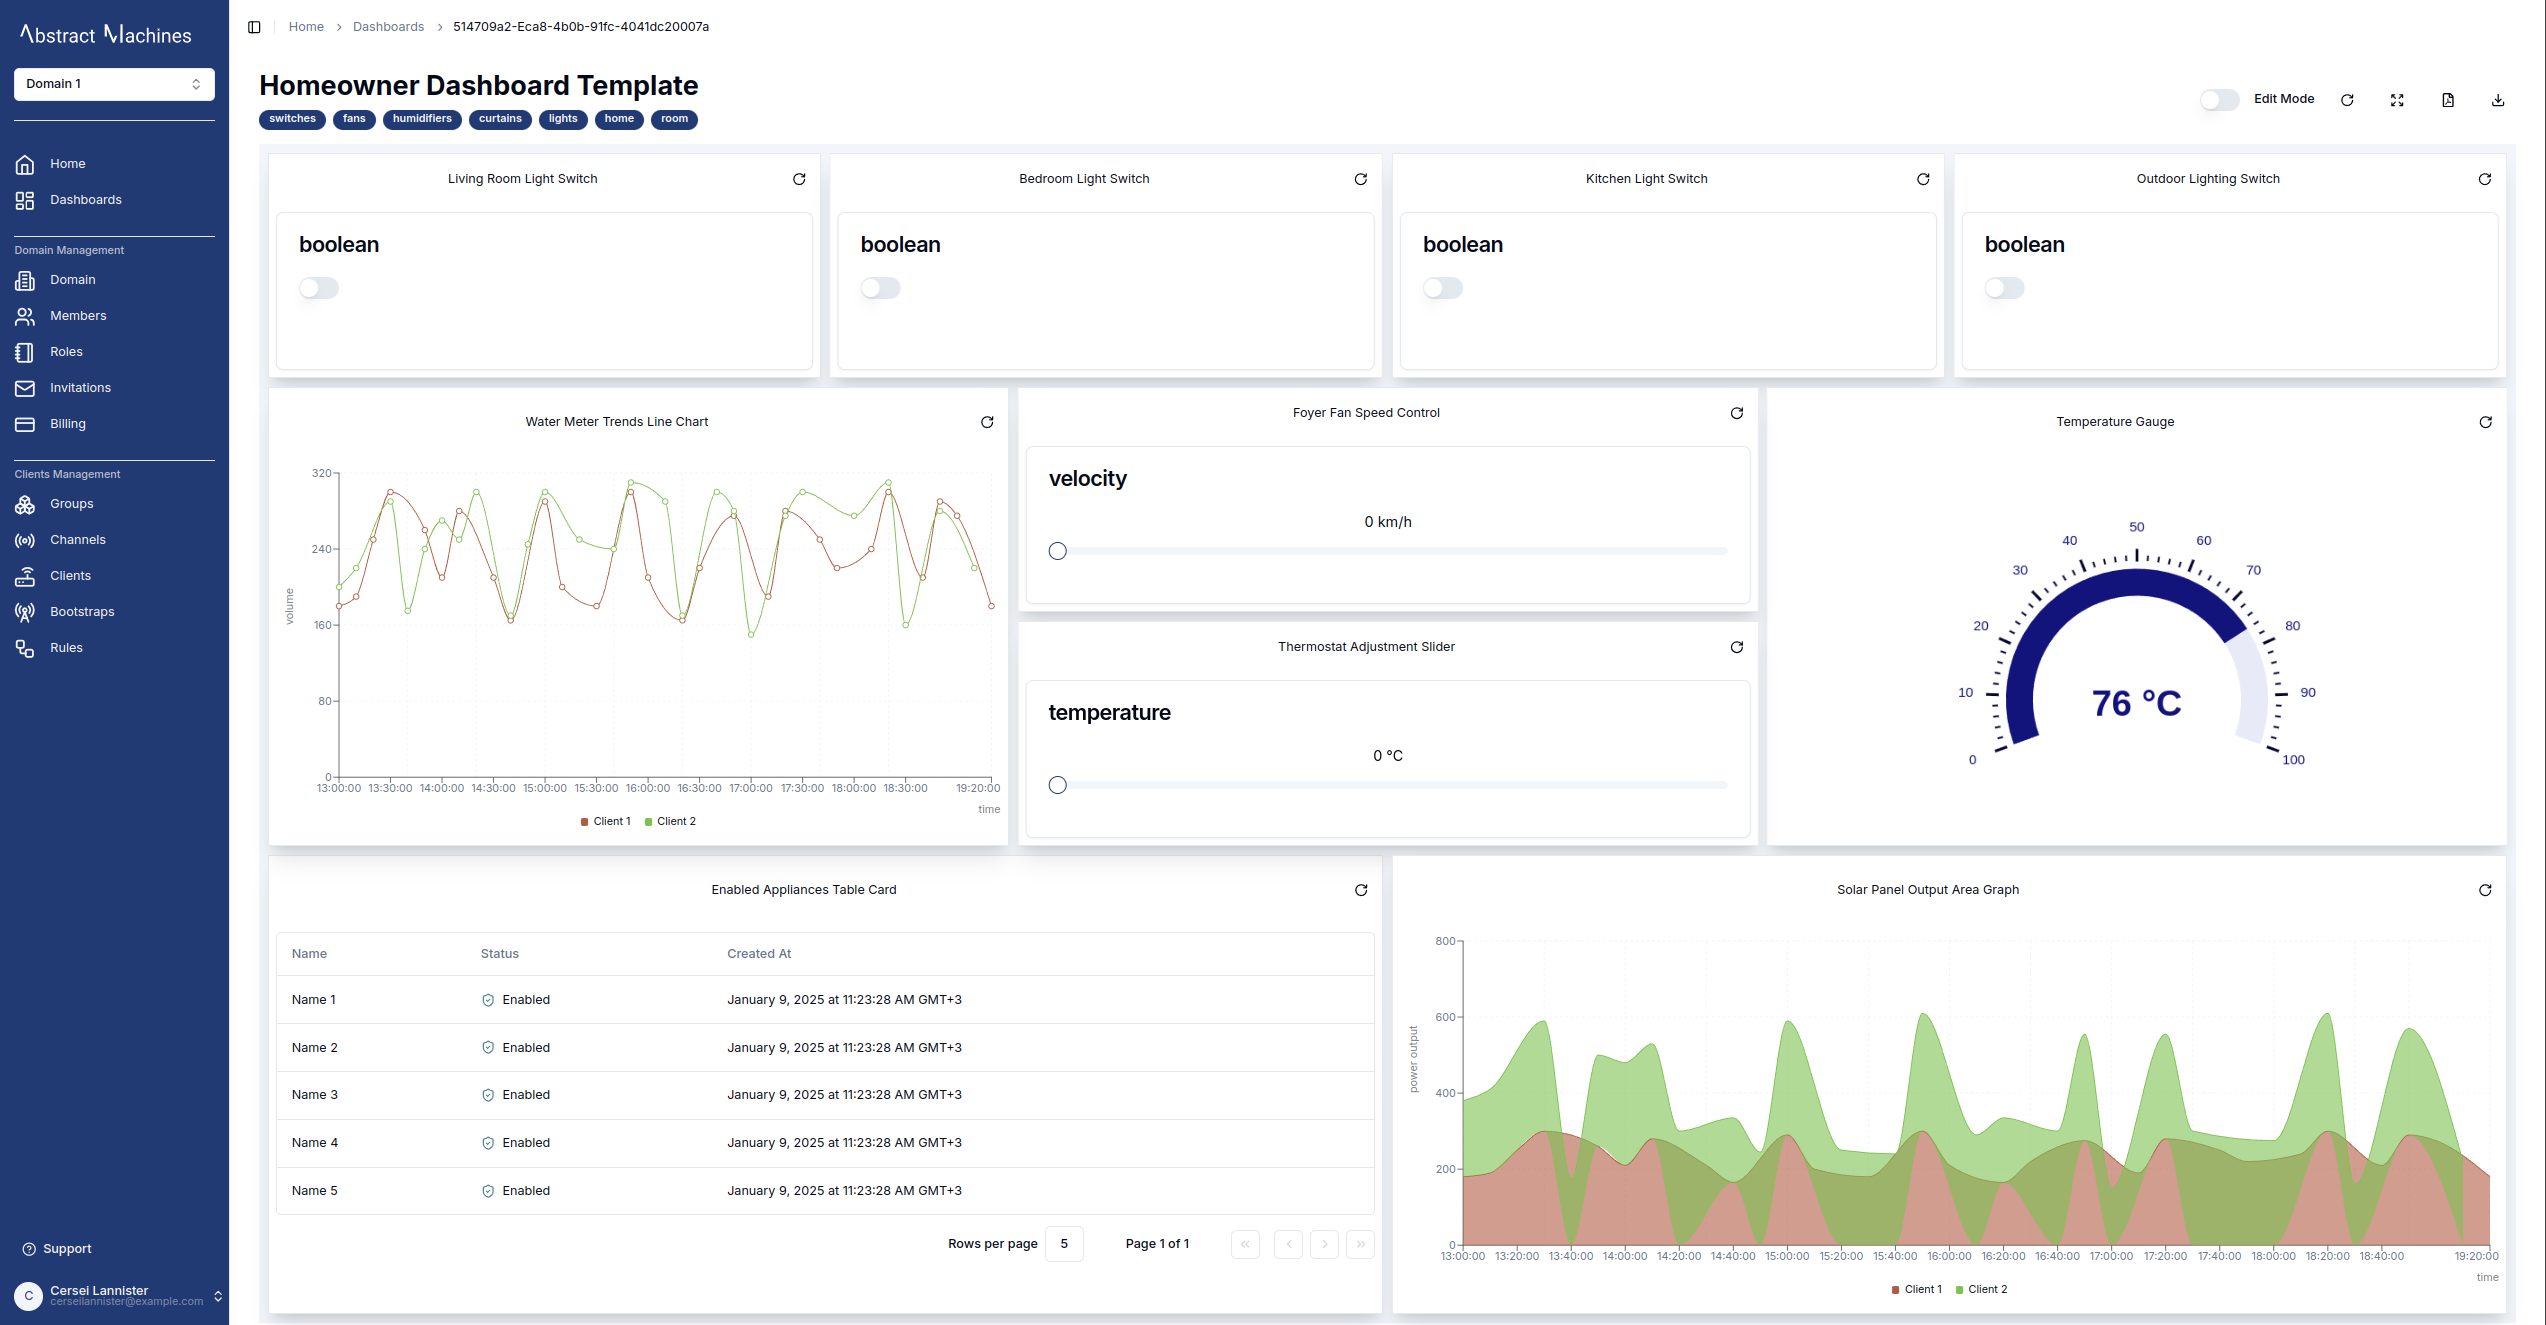 Abstract Machines
Domain 1
Home
Dashboards
Domain Management
Domain
Members
Roles
Invitations
Billing
Clients Management
Groups
Channels
Clients
Bootstraps
Rules
Support
C
Cersei Lannister
cerseilannister@example.com
Home > Dashboards > 514709a2-Eca8-4b0b-91fc-4041dc20007a
Homeowner Dashboard Template
switches fans humidifiers curtains lights home room
Edit Mode
Living Room Light Switch
boolean
Bedroom Light Switch
boolean
Kitchen Light Switch
boolean
Outdoor Lighting Switch
boolean
Water Meter Trends Line Chart
320
240
160
80
0
volume
13:00:00 13:30:00 14:00:00 14:30:00 15:00:00 15:30:00 16:00:00 16:30:00 17:00:00 17:30:00 18:00:00 18:30:00 19:20:00
time
Client 1 Client 2
Foyer Fan Speed Control
velocity
0 km/h
Thermostat Adjustment Slider
temperature
0 °C
Temperature Gauge
0
10
20
30
40
50
60
70
80
90
100
76 °C
Enabled Appliances Table Card
Name Status Created At
Name 1 Enabled January 9, 2025 at 11:23:28 AM GMT+3
Name 2 Enabled January 9, 2025 at 11:23:28 AM GMT+3
Name 3 Enabled January 9, 2025 at 11:23:28 AM GMT+3
Name 4 Enabled January 9, 2025 at 11:23:28 AM GMT+3
Name 5 Enabled January 9, 2025 at 11:23:28 AM GMT+3
Rows per page 5 Page 1 of 1
Solar Panel Output Area Graph
800
600
400
200
0
power output
13:00:00 13:20:00 13:40:00 14:00:00 14:20:00 14:40:00 15:00:00 15:20:00 15:40:00 16:00:00 16:20:00 16:40:00 17:00:00 17:20:00 17:40:00 18:00:00 18:20:00 18:40:00 19:20:00
time
Client 1 Client 2